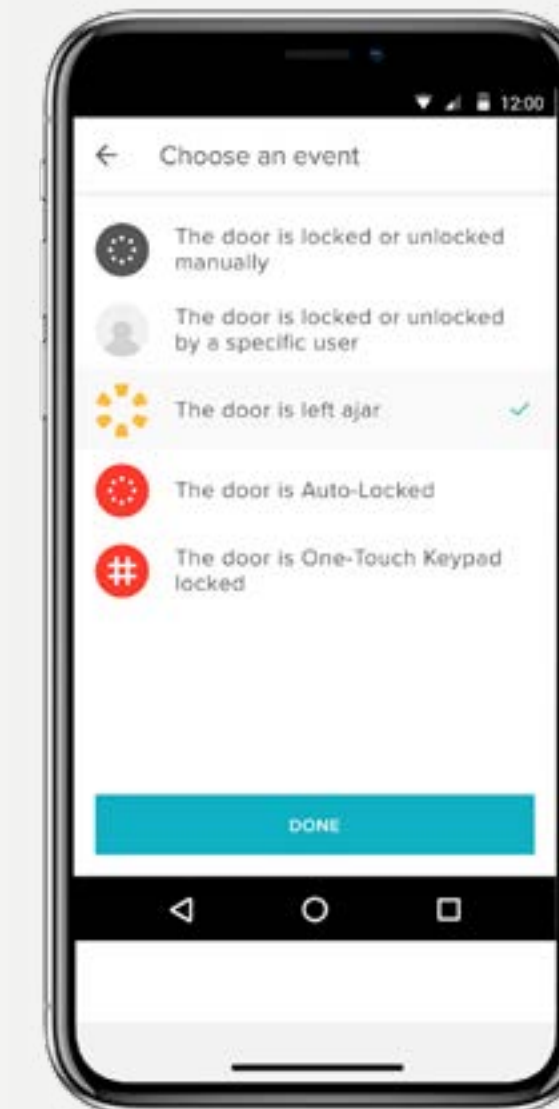 12:00
Choose an event
The door is locked or unlocked
manually
The door is locked or unlocked
by a specific user
The door is left ajar
The door is Auto-Locked
The door is One-Touch Keypad
locked
DONE